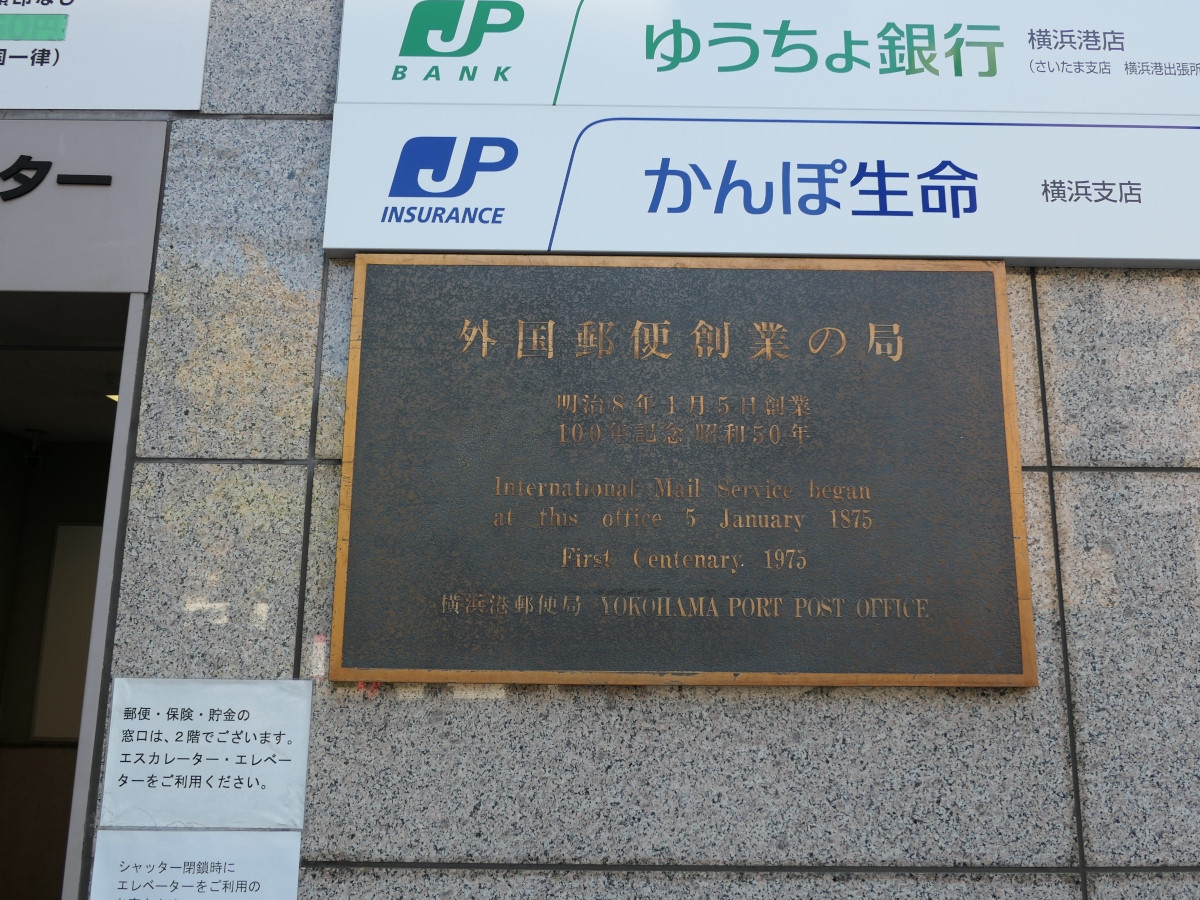 国一律)
ター
JP
BANK
ゆうちょ銀行
横浜港店
(さいたま支店 横浜港出張所
JP
INSURANCE
かんぽ生命
横浜支店
外国郵便創業の局
明治8年1月5日創業
100年記念 昭和50年
International Mail Service began
at this office 5 January 1875
First Centenary 1975
横浜港郵便局 YOKOHAMA PORT POST OFFICE
郵便・保険・貯金の
窓口は、2階でございます。
エスカレーター・エレベー
ターをご利用ください。
シャッター閉鎖時に
エレベーターをご利用の